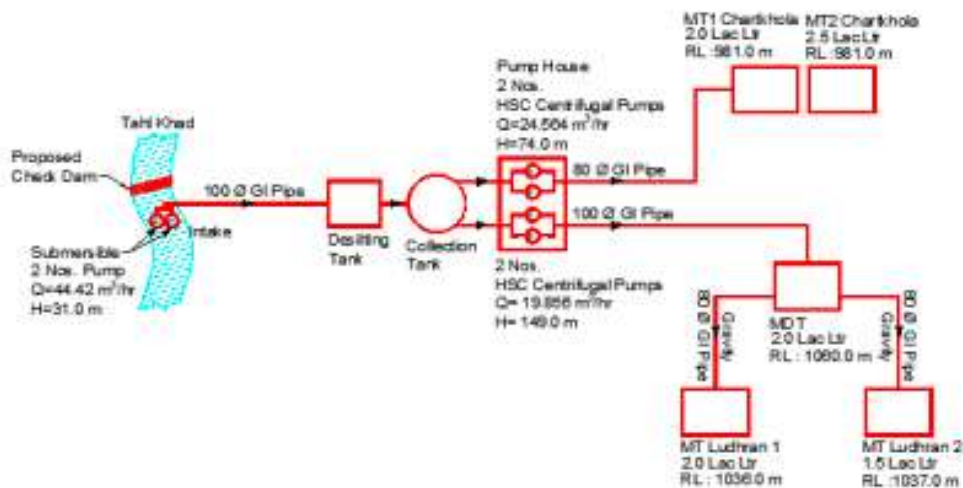 MT1 Chartkhola
2.0 Lac Ltr
RL :981.0 m
MT2 Chartkhola
2.5 Lac Ltr
RL :981.0 m
Pump House
2 Nos.
HSC Centrifugal Pumps
Q=24.564 m³/hr
H=74.0 m
Tahl Khad
Proposed
Check Dam
100 Ø GI Pipe
80 Ø GI Pipe
100 Ø GI Pipe
Intake
Submersible
2 Nos. Pump
Q=44.42 m³/hr
H=31.0 m
Desilting
Tank
Collection
Tank
2 Nos.
HSC Centrifugal Pumps
Q= 19.856 m³/hr
H= 149.0 m
MDT
2.0 Lac Ltr
RL : 1060.0 m
80 Ø GI Pipe
Gravity
Gravity
80 Ø GI Pipe
MT Ludhran 1
2.0 Lac Ltr
RL : 1036.0 m
MT Ludhran 2
1.5 Lac Ltr
RL : 1037.0 m